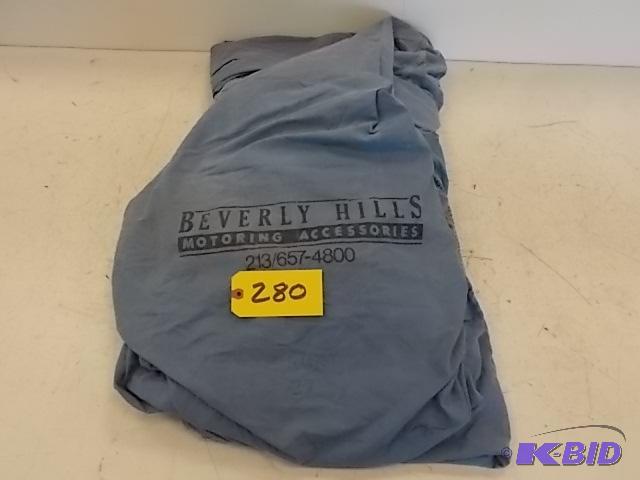 BEVERLY HILLS
MOTORING ACCESSORIES
213/657-4800
280
© K-BID